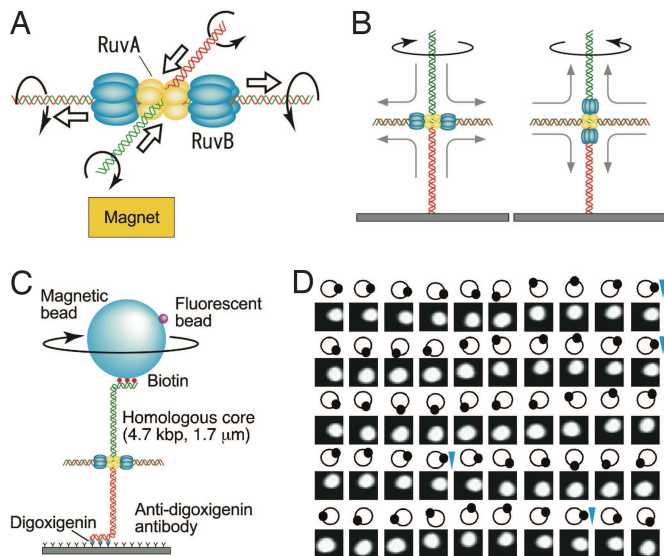 A
RuvA
RuvB
Magnet
B
C
Magnetic
bead
Fluorescent
bead
Biotin
Homologous core
(4.7 kbp, 1.7 μm)
Anti-digoxigenin
antibody
Digoxigenin
D